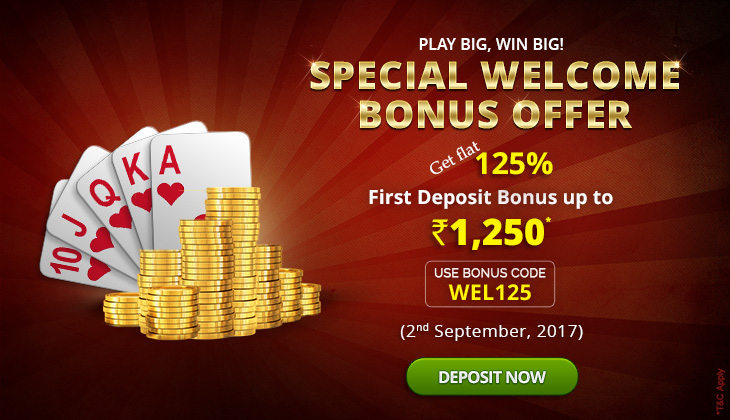 PLAY BIG, WIN BIG!
SPECIAL WELCOME
BONUS OFFER
Get flat 125%
First Deposit Bonus up to
₹1,250*
USE BONUS CODE
WEL125
(2nd September, 2017)
DEPOSIT NOW
10 J Q K A
*T&C Apply